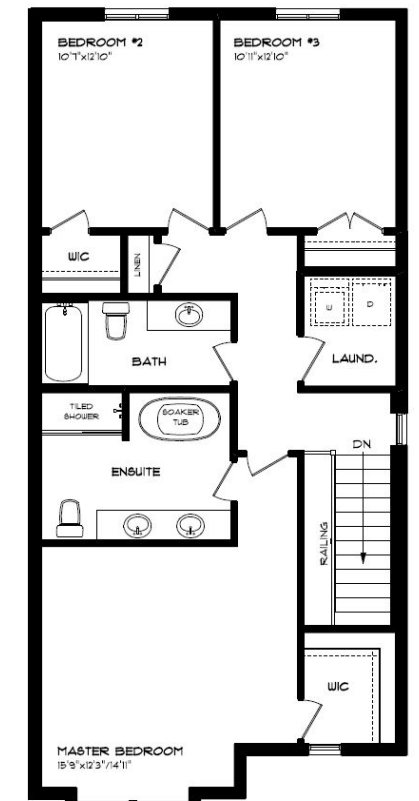 BEDROOM #2
10'7"x12'10"
BEDROOM #3
10'11"x12'10"
WIC
LINEN
BATH
W
D
LAUND.
TILED
SHOWER
SOAKER
TUB
ENSUITE
DN
RAILING
WIC
MASTER BEDROOM
15'9"x12'3"/14'11"